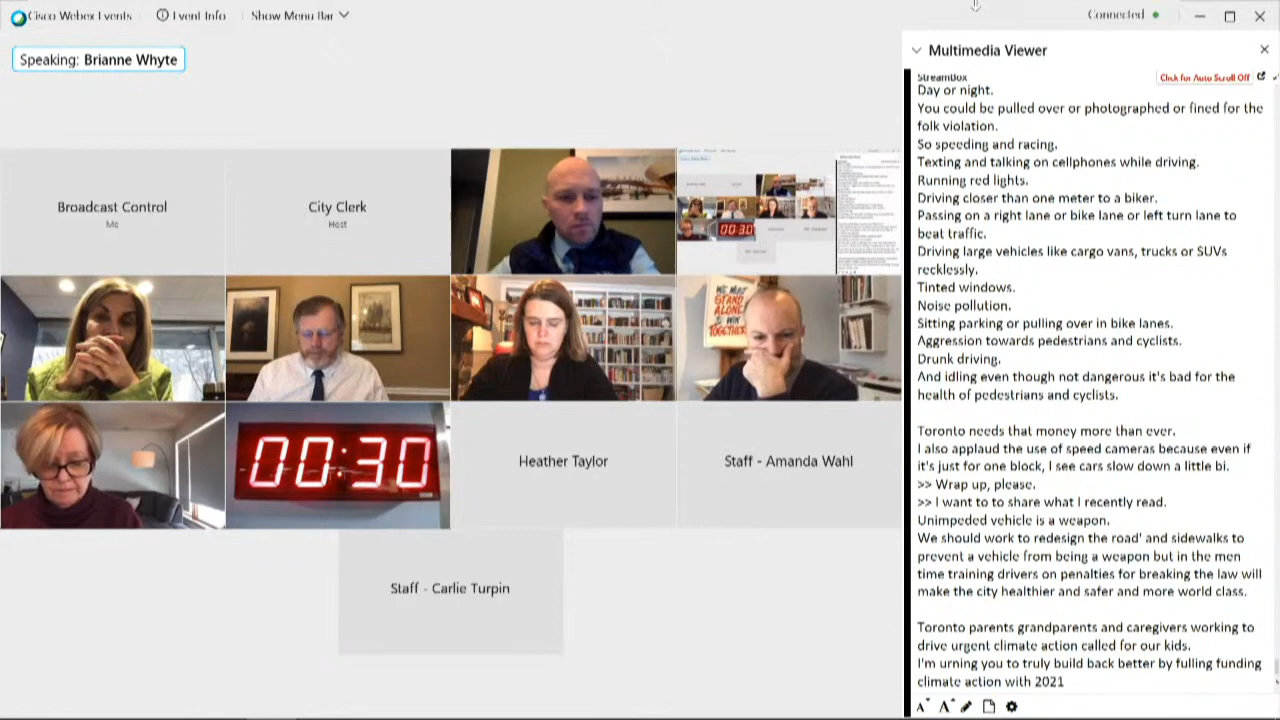 Cisco Webex Events
Event Info
Show Menu Bar
Connected
Speaking: Brianne Whyte
Multimedia Viewer
StreamBox
Click for Auto Scroll Off
Day or night.
You could be pulled over or photographed or fined for the
folk violation.
So speeding and racing.
Texting and talking on cellphones while driving.
Running red lights.
Driving closer than one meter to a biker.
Passing on a right lane or bike lane or left turn lane to
beat traffic.
Driving large vehicles like cargo vans, trucks or SUVs
recklessly.
Tinted windows.
Noise pollution.
Sitting parking or pulling over in bike lanes.
Aggression towards pedestrians and cyclists.
Drunk driving.
And idling even though not dangerous it's bad for the
health of pedestrians and cyclists.
Toronto needs that money more than ever.
I also applaud the use of speed cameras because even if
it's just for one block, I see cars slow down a little bi.
>> Wrap up, please.
>> I want to to share what I recently read.
Unimpeded vehicle is a weapon.
We should work to redesign the road' and sidewalks to
prevent a vehicle from being a weapon but in the men
time training drivers on penalties for breaking the law will
make the city healthier and safer and more world class.
Toronto parents grandparents and caregivers working to
drive urgent climate action called for our kids.
I'm urning you to truly build back better by fulling funding
climate action with 2021
Broadcast Com
Me
City Clerk
Host
00:30
WE MUST
STAND
ALONE
TO WIN
TOGETHER
00:30
Heather Taylor
Staff - Amanda Wahl
Staff - Carlie Turpin